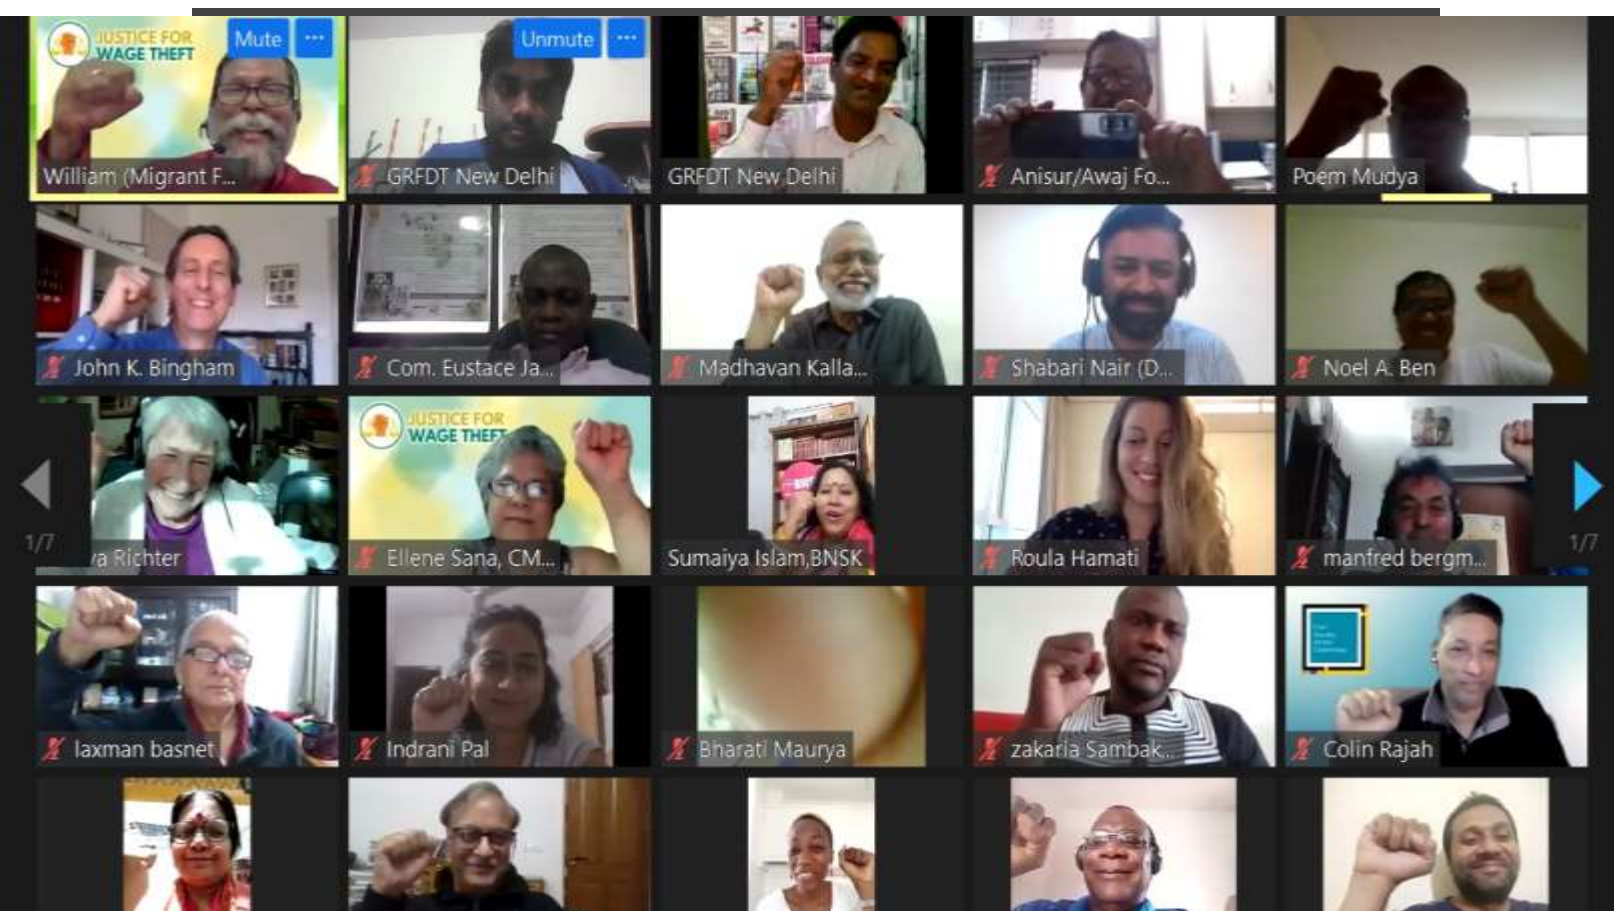 JUSTICE FOR
WAGE THEFT
Mute
Unmute
William (Migrant F...
GRFDT New Delhi
GRFDT New Delhi
Anisur/Awaj Fo...
Poem Mudya
John K. Bingham
Com. Eustace Ja...
Madhavan Kalla...
Shabari Nair (D...
Noel A. Ben
1/7
va Richter
JUSTICE FOR
WAGE THEFT
Ellene Sana, CM...
Sumaiya Islam,BNSK
Roula Hamati
manfred bergm...
1/7
laxman basnet
Indrani Pal
Bharati Maurya
zakaria Sambak...
Colin Rajah